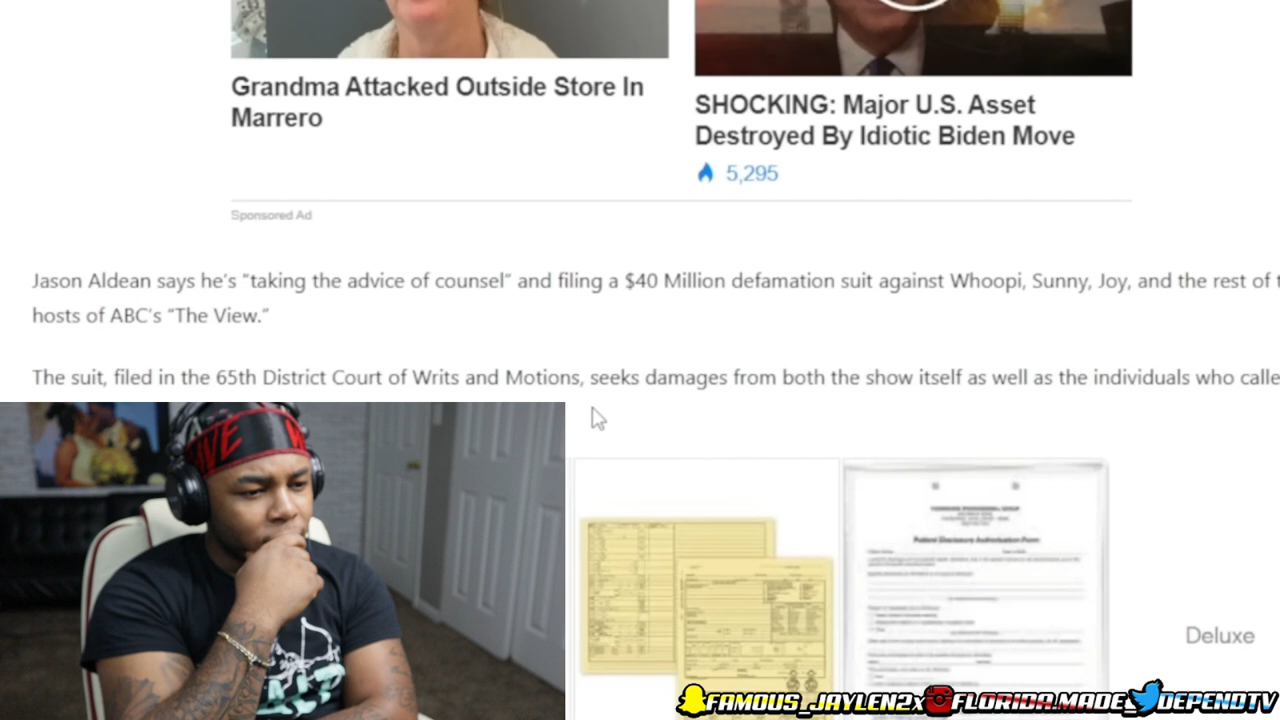 Grandma Attacked Outside Store In
Marrero
SHOCKING: Major U.S. Asset
Destroyed By Idiotic Biden Move
5,295
Sponsored Ad
Jason Aldean says he's "taking the advice of counsel" and filing a $40 Million defamation suit against Whoopi, Sunny, Joy, and the rest of
hosts of ABC's "The View."
The suit, filed in the 65th District Court of Writs and Motions, seeks damages from both the show itself as well as the individuals who
Patient Disclosure Authorization Form
Deluxe
FAMOUS_JAYLEN2x FLORIDA.MADE_ DEPENDTV